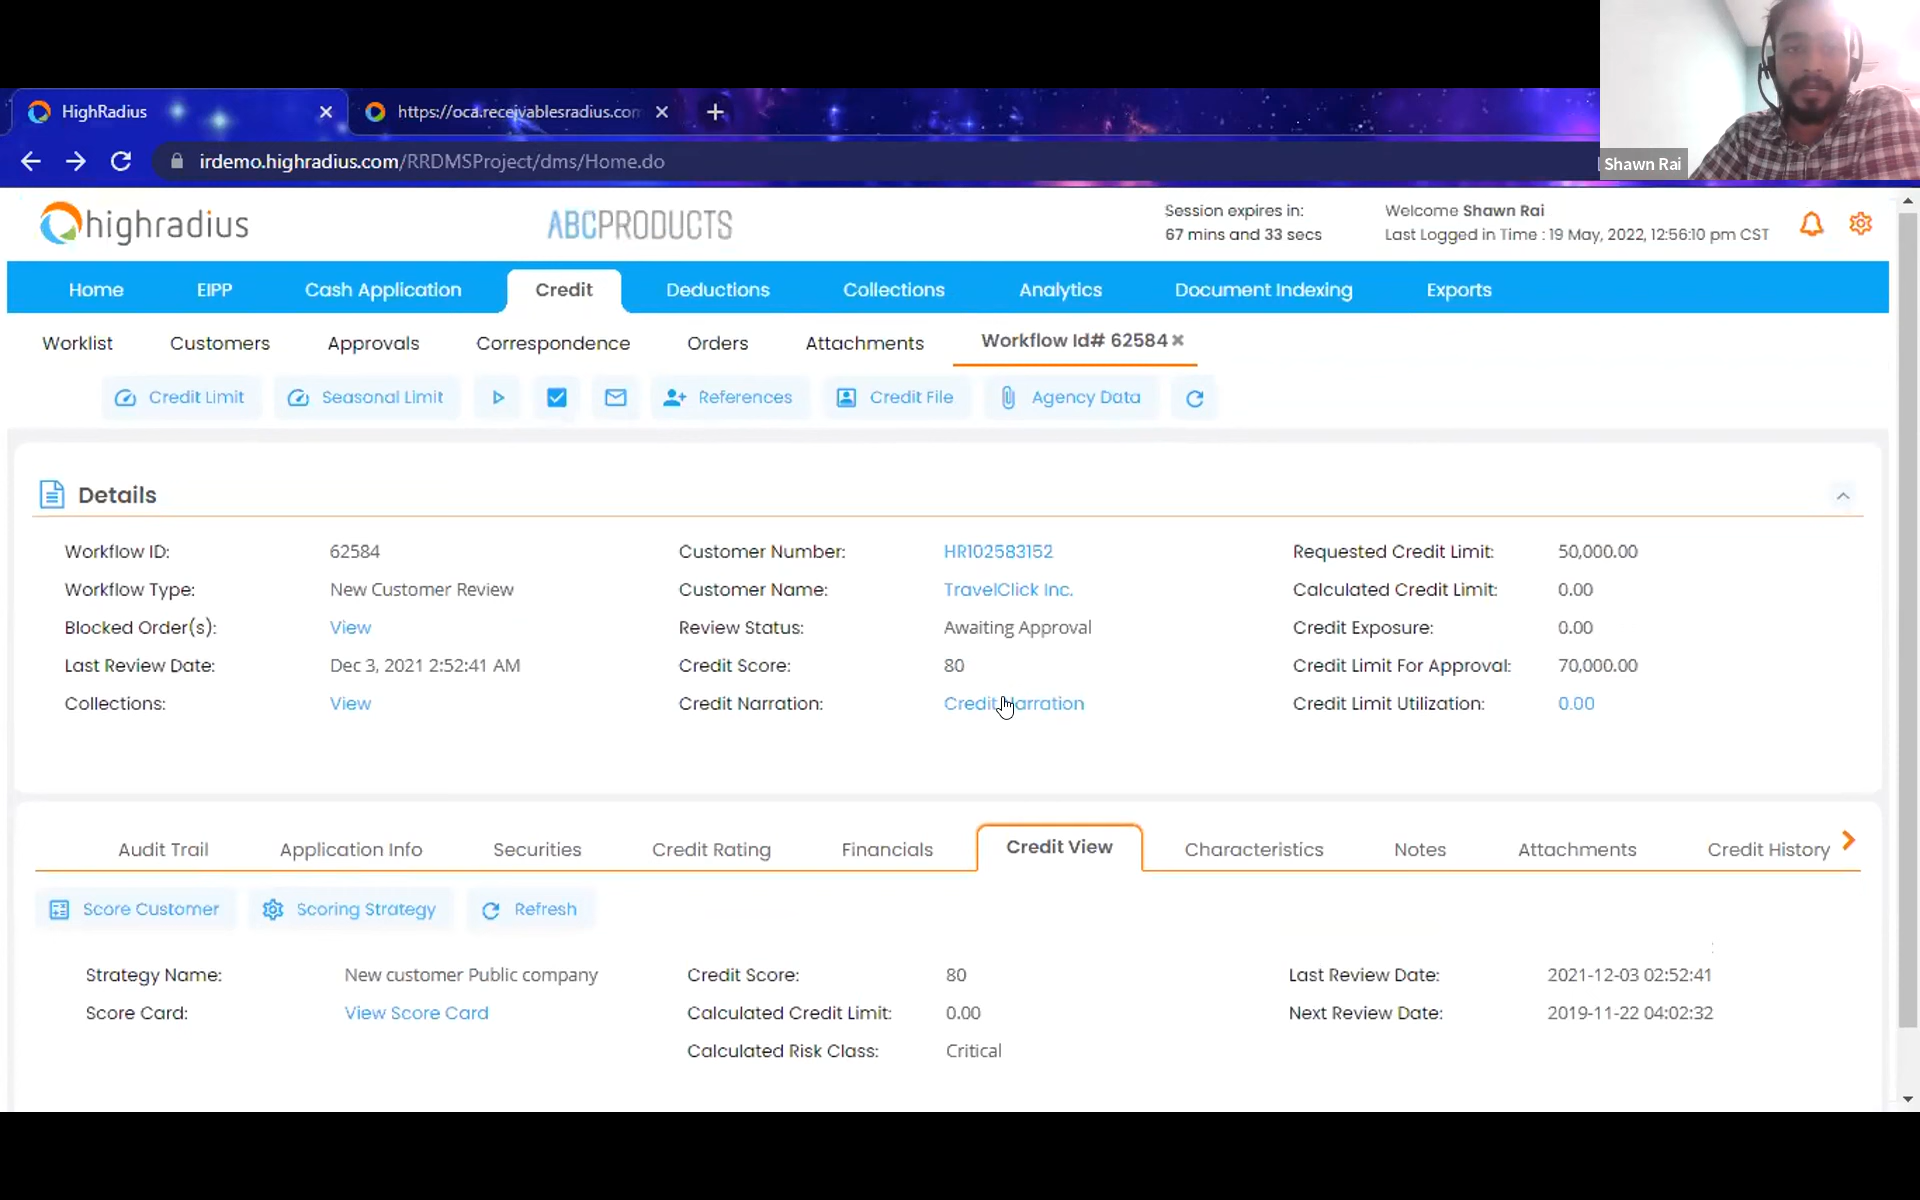 HighRadius
https://oca.receivablesradius.com
irdemo.highradius.com/RRDMSProject/dms/Home.do
Shawn Rai
highradius
ABCPRODUCTS
Session expires in:
67 mins and 33 secs
Welcome Shawn Rai
Last Logged in Time : 19 May, 2022, 12:56:10 pm CST
Home EIPP Cash Application Credit Deductions Collections Analytics Document Indexing Exports
Worklist Customers Approvals Correspondence Orders Attachments Workflow Id# 62584
Credit Limit Seasonal Limit References Credit File Agency Data
Details
Workflow ID: 62584 Customer Number: HR102583152 Requested Credit Limit: 50,000.00
Workflow Type: New Customer Review Customer Name: TravelClick Inc. Calculated Credit Limit: 0.00
Blocked Order(s): View Review Status: Awaiting Approval Credit Exposure: 0.00
Last Review Date: Dec 3, 2021 2:52:41 AM Credit Score: 80 Credit Limit For Approval: 70,000.00
Collections: View Credit Narration: Credit Narration Credit Limit Utilization: 0.00
Audit Trail Application Info Securities Credit Rating Financials Credit View Characteristics Notes Attachments Credit History
Score Customer Scoring Strategy Refresh
Strategy Name: New customer Public company Credit Score: 80 Last Review Date: 2021-12-03 02:52:41
Score Card: View Score Card Calculated Credit Limit: 0.00 Next Review Date: 2019-11-22 04:02:32
Calculated Risk Class: Critical